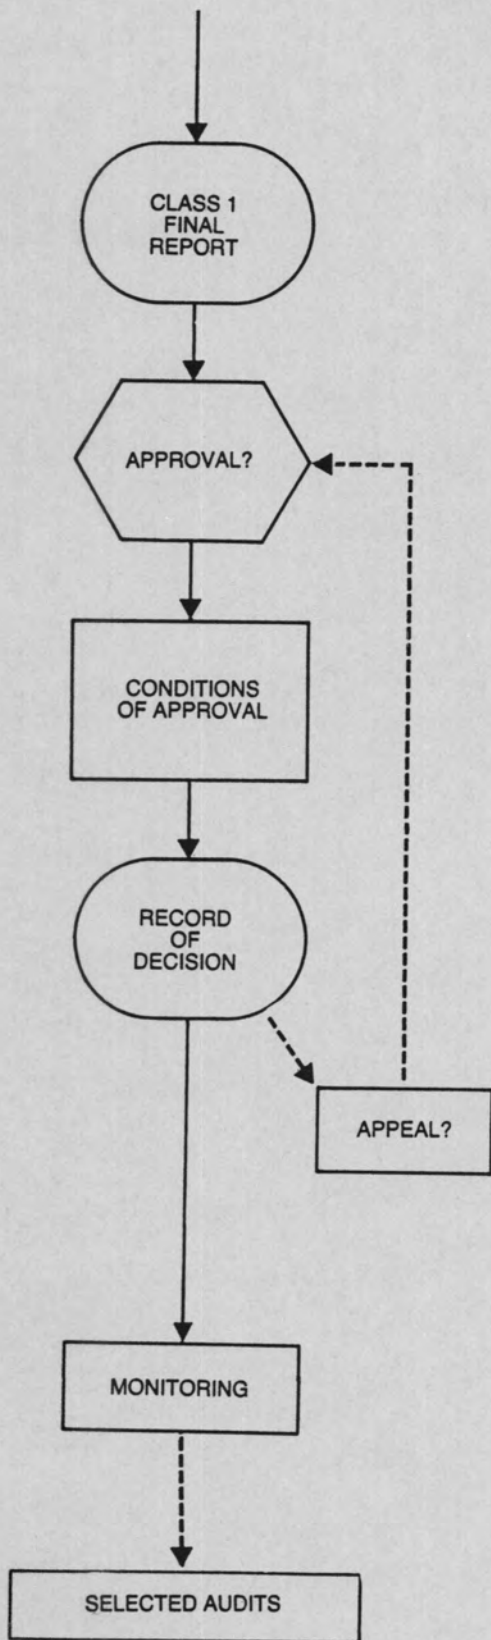 CLASS 1
FINAL
REPORT
APPROVAL?
CONDITIONS
OF APPROVAL
RECORD
OF
DECISION
APPEAL?
MONITORING
SELECTED AUDITS